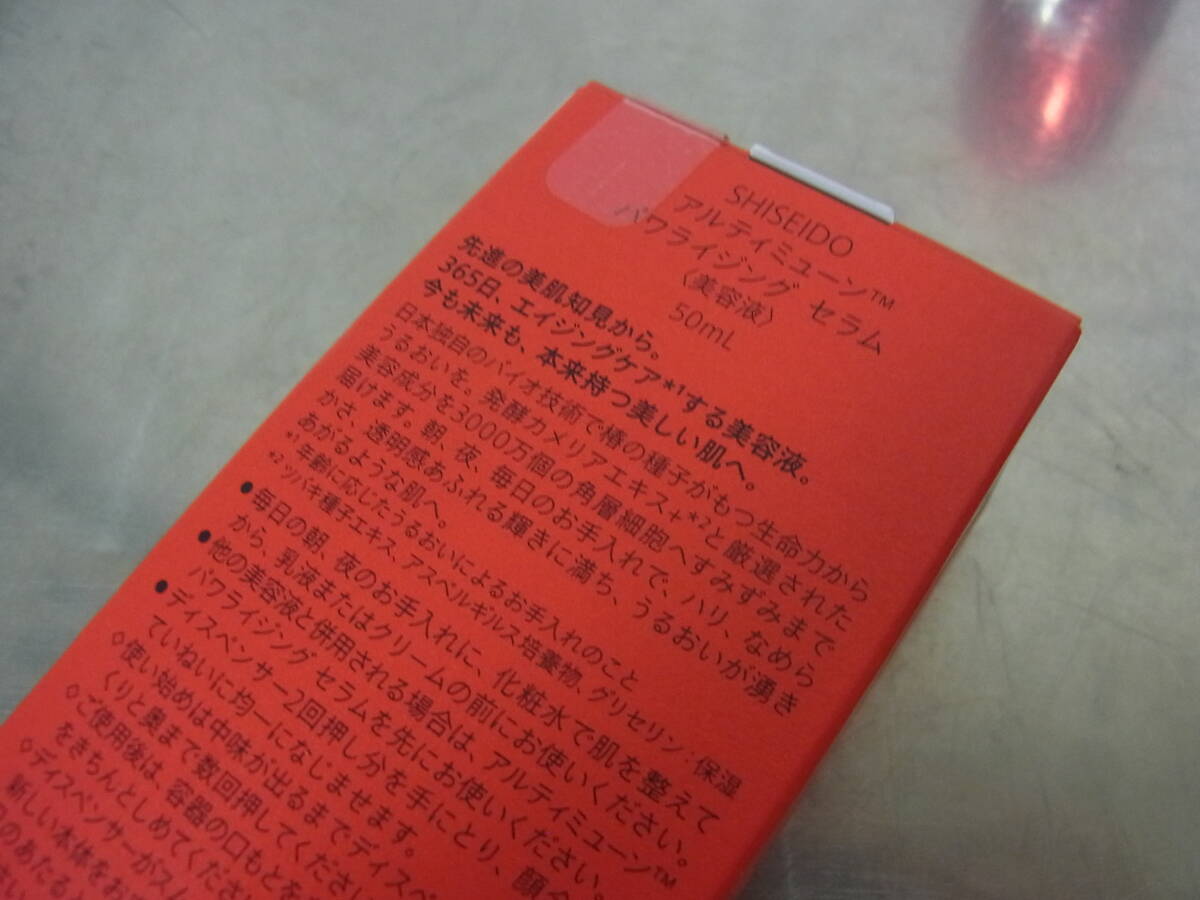 SHISEIDO
アルティミューン™
パワライジング セラム
〈美容液〉
50mL
先進の美肌知見から。
365日、エイジングケア*1する美容液。
今も未来も、本来持つ美しい肌へ。
日本独自のバイオ技術で椿の種子がもつ生命力から
うるおいを。発酵カメリアエキス+*2と厳選された
美容成分を3000万個の角層細胞へすみずみまで
届けます。朝、夜、毎日のお手入れで、ハリ、なめら
かさ、透明感あふれる輝きに満ち、うるおいが湧き
あがるような肌へ。
*1 年齢に応じたうるおいによるお手入れのこと
*2 ツバキ種子エキス、アスペルギルス培養物、グリセリン:保湿
●毎日の朝、夜のお手入れに、化粧水で肌を整えて
から、乳液またはクリームの前にお使いください。
●他の美容液と併用される場合は、アルティミューン™
パワライジング セラムを先にお使いください。
●ディスペンサー2回押し分を手にとり、顔全
ていねいに均一になじませます。
◇使い始めは中味が出るまでディスペ
くりと奥まで数回押してくださ
◇ご使用後は、容器の口もとを
をきちんとしめてくださ
◇ディスペンサーがスム
新しい本体をお
のあたる